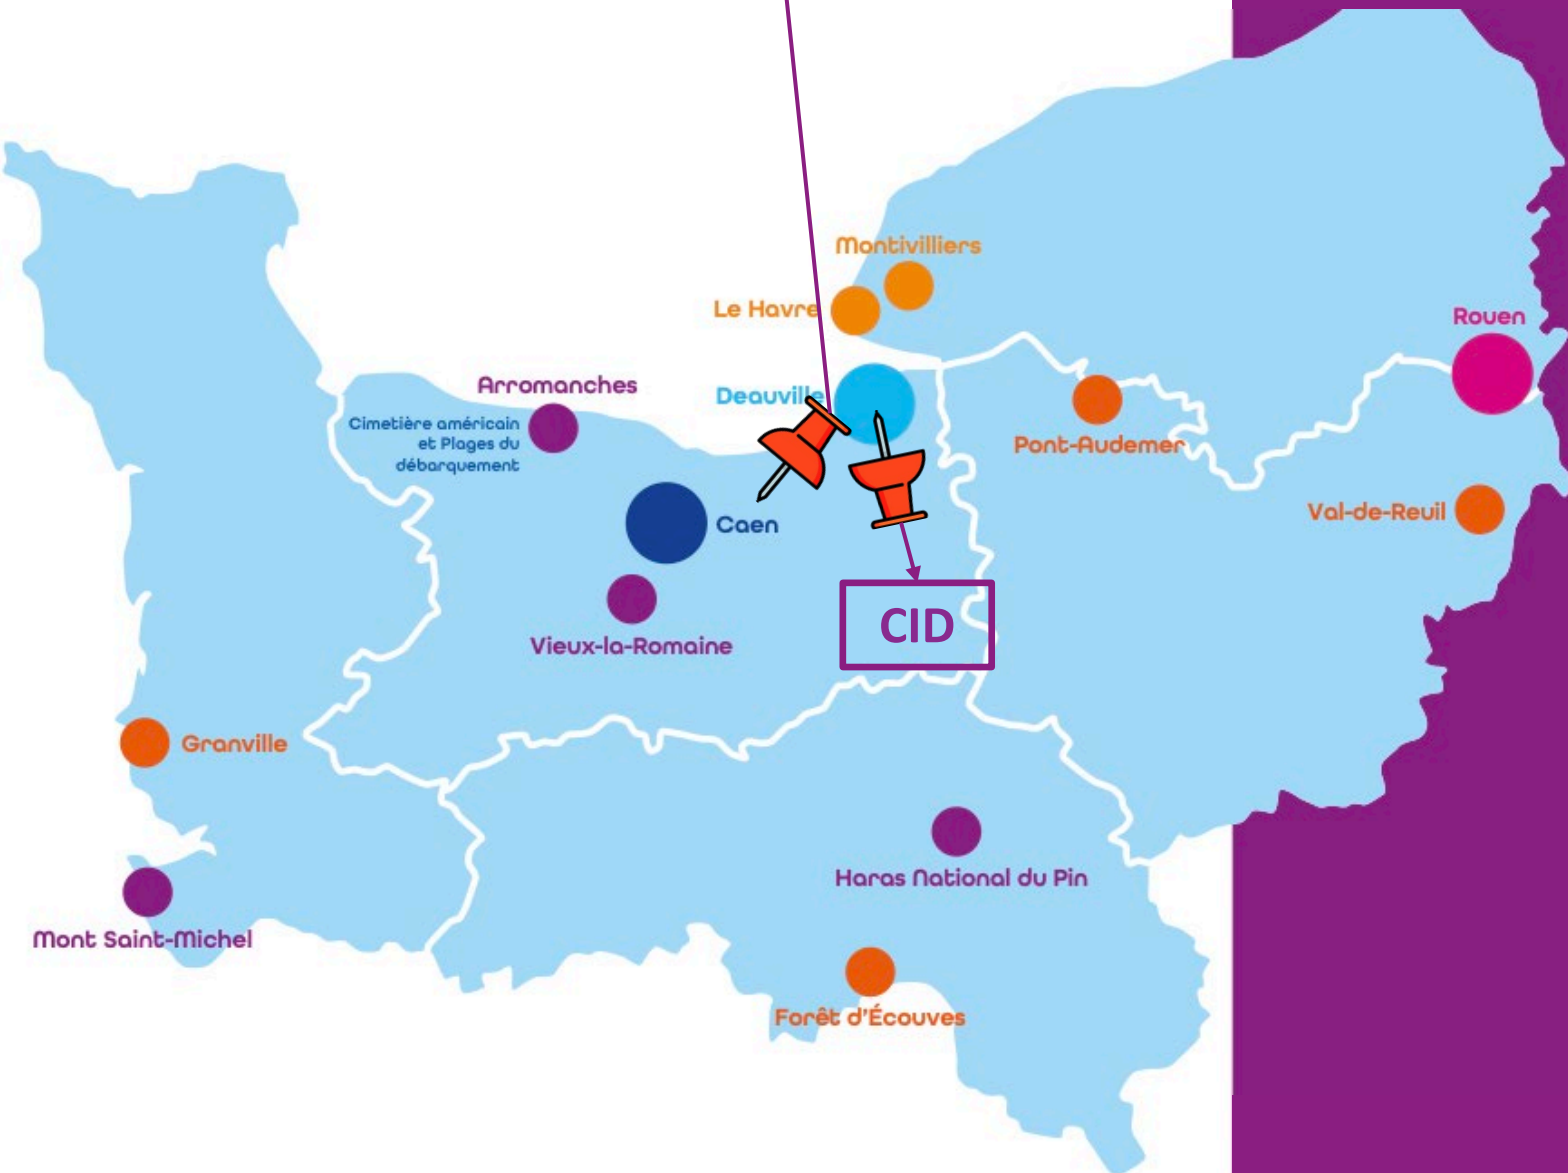 Montivilliers
Le Havre
Rouen
Arromanches
Deauville
Cimetière américain
et Plages du
débarquement
Pont-Audemer
Val-de-Reuil
Caen
CID
Vieux-la-Romaine
Granville
Haras National du Pin
Mont Saint-Michel
Forêt d'Écouves